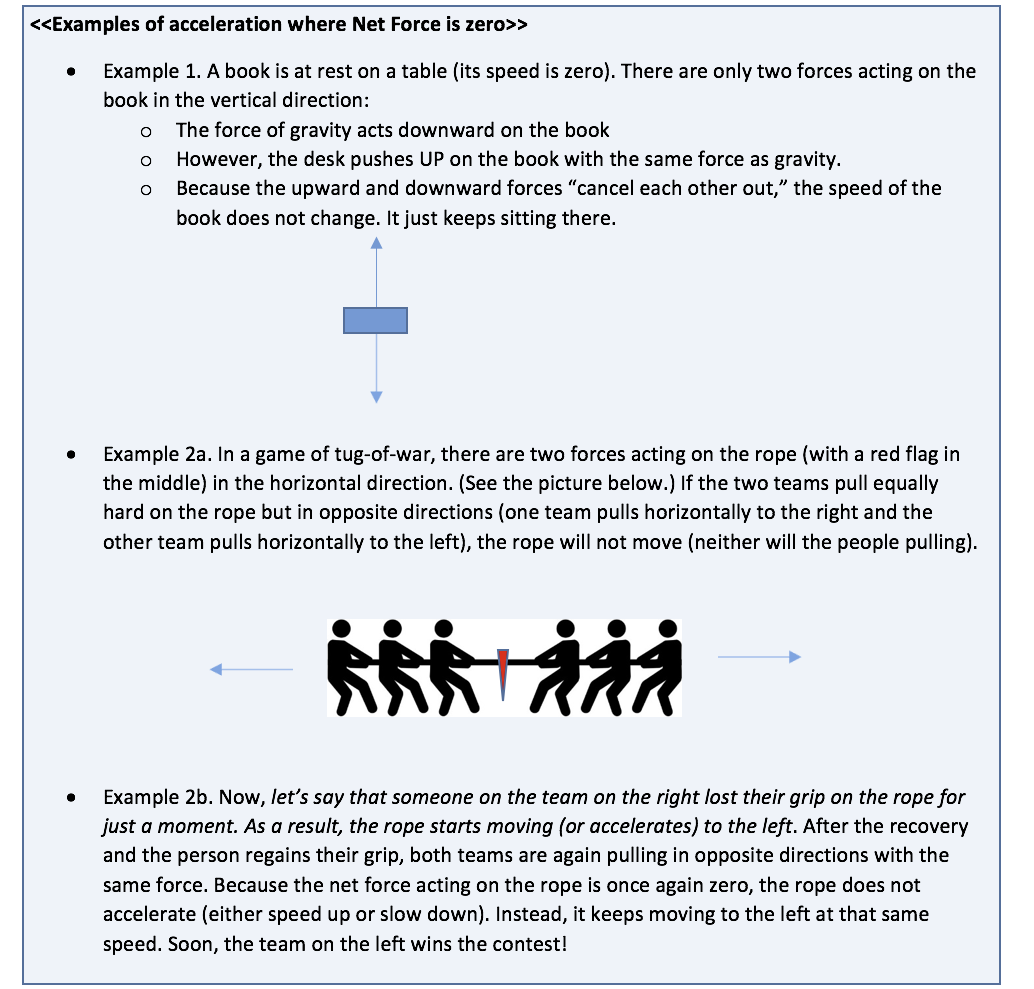 <<Examples of acceleration where Net Force is zero>>
• Example 1. A book is at rest on a table (its speed is zero). There are only two forces acting on the
book in the vertical direction:
o The force of gravity acts downward on the book
o However, the desk pushes UP on the book with the same force as gravity.
o Because the upward and downward forces “cancel each other out,” the speed of the
book does not change. It just keeps sitting there.
• Example 2a. In a game of tug-of-war, there are two forces acting on the rope (with a red flag in
the middle) in the horizontal direction. (See the picture below.) If the two teams pull equally
hard on the rope but in opposite directions (one team pulls horizontally to the right and the
other team pulls horizontally to the left), the rope will not move (neither will the people pulling).
• Example 2b. Now, let’s say that someone on the team on the right lost their grip on the rope for
just a moment. As a result, the rope starts moving (or accelerates) to the left. After the recovery
and the person regains their grip, both teams are again pulling in opposite directions with the
same force. Because the net force acting on the rope is once again zero, the rope does not
accelerate (either speed up or slow down). Instead, it keeps moving to the left at that same
speed. Soon, the team on the left wins the contest!